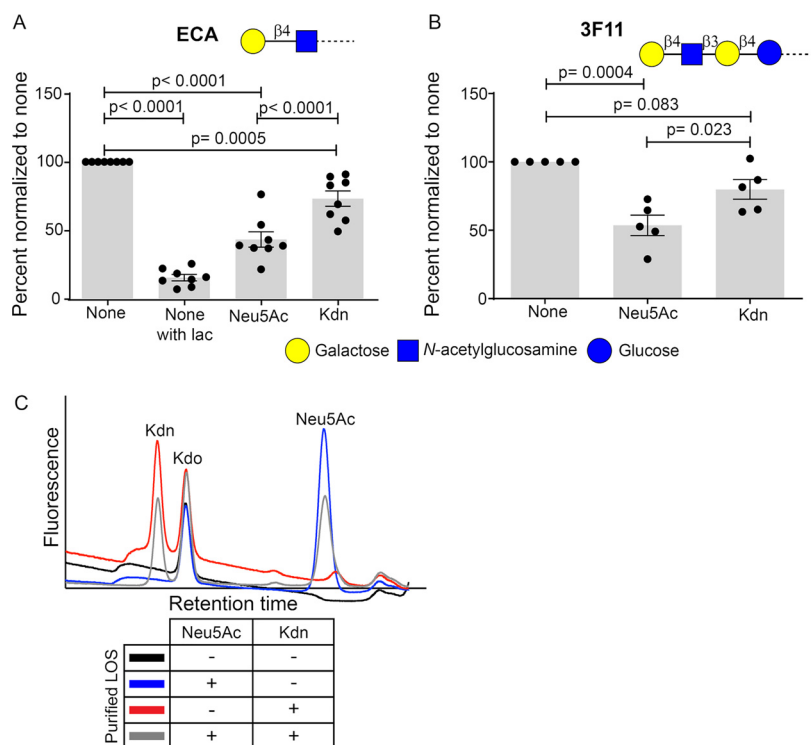 A
ECA
β4
B
3F11
β4
β3
β4
p< 0.0001
p< 0.0001
p< 0.0001
p= 0.0005
150
100
50
0
Percent normalized to none
None
None
with lac
Neu5Ac
Kdn
p= 0.0004
p= 0.083
p= 0.023
150
100
50
0
Percent normalized to none
None
Neu5Ac
Kdn
Galactose
N-acetylglucosamine
Glucose
C
Fluorescence
Kdn
Kdo
Neu5Ac
Retention time
Neu5Ac Kdn
Purified LOS
- -
+ -
- +
+ +